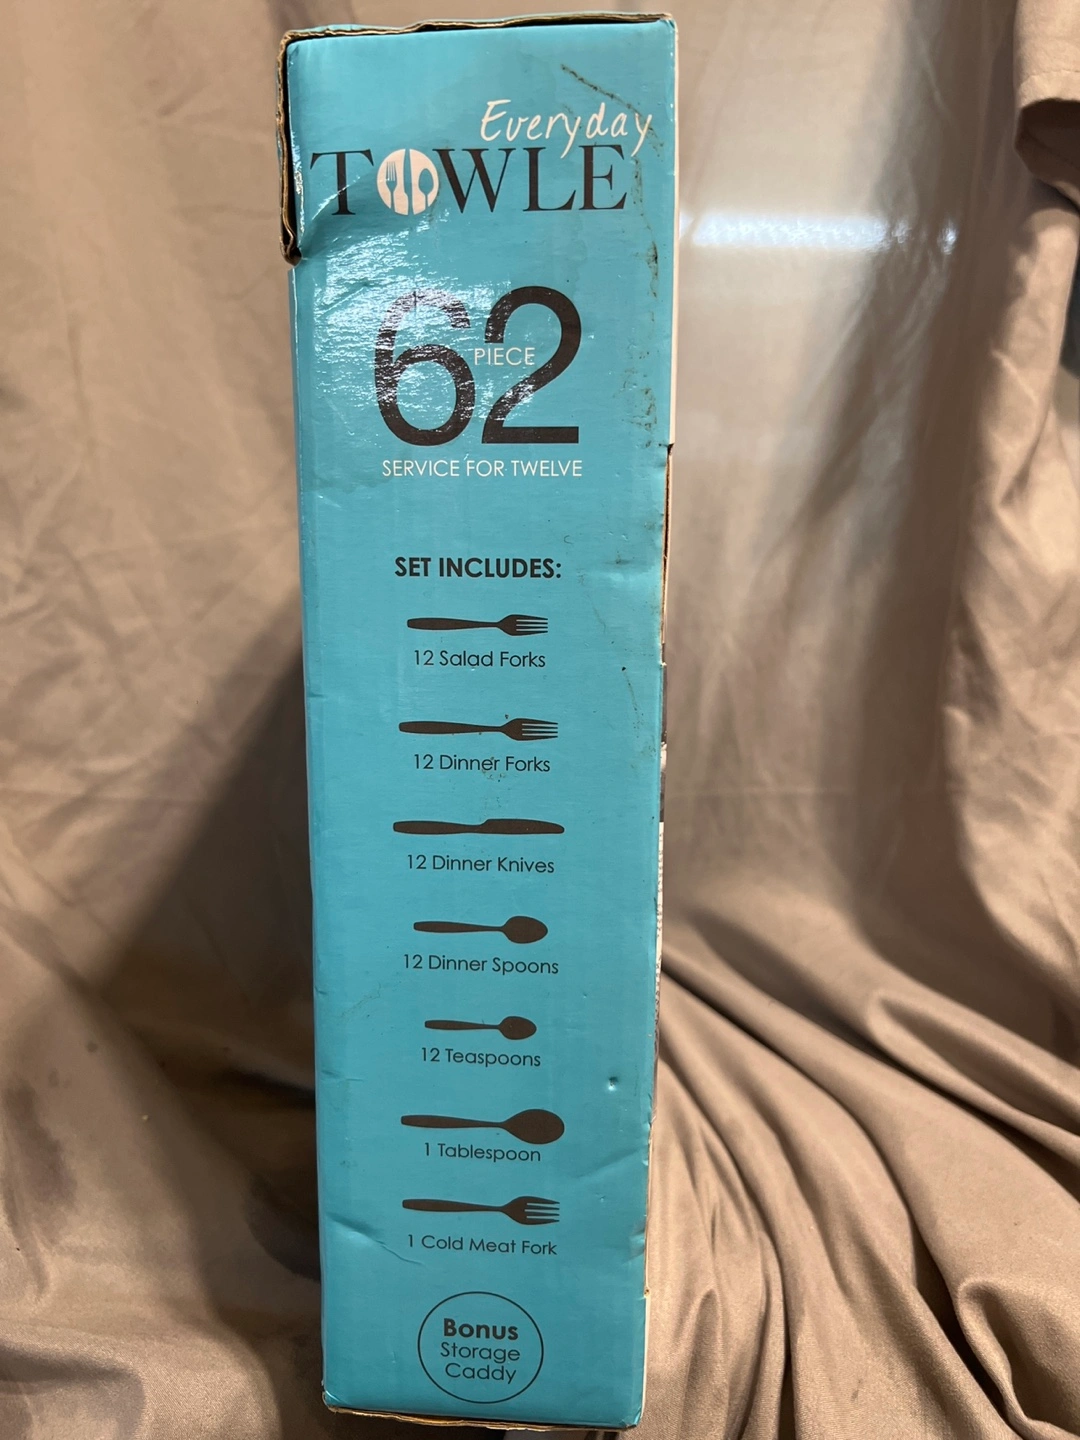 Everyday
TOWLE
62
PIECE
SERVICE FOR TWELVE
SET INCLUDES:
12 Salad Forks
12 Dinner Forks
12 Dinner Knives
12 Dinner Spoons
12 Teaspoons
1 Tablespoon
1 Cold Meat Fork
Bonus
Storage
Caddy